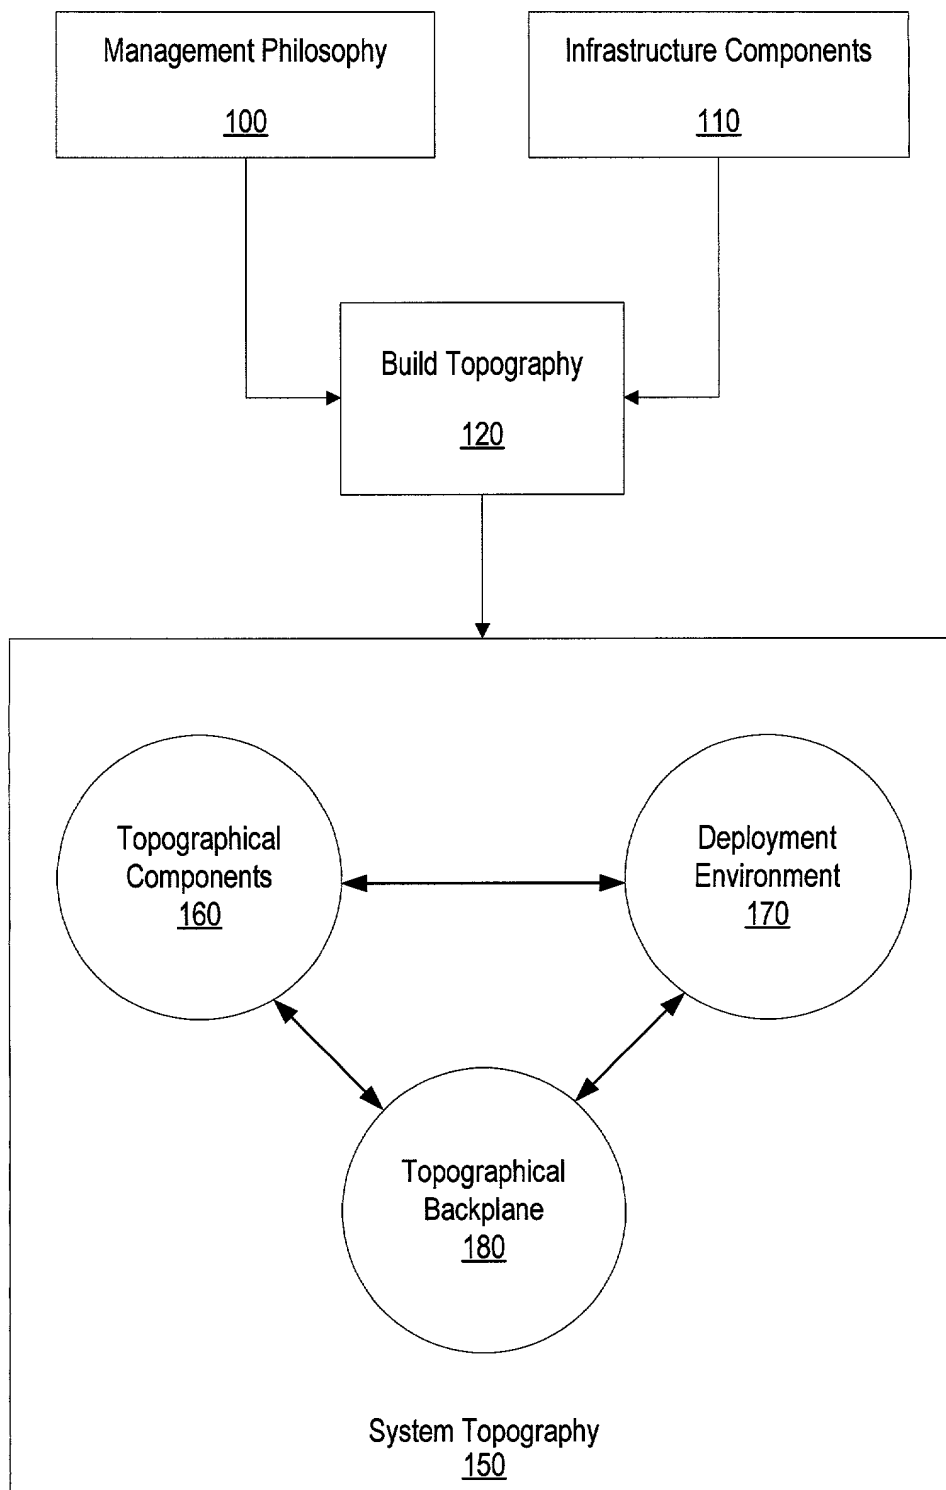 Management Philosophy
100
Infrastructure Components
110
Build Topography
120
Topographical
Components
160
Deployment
Environment
170
Topographical
Backplane
180
System Topography
150